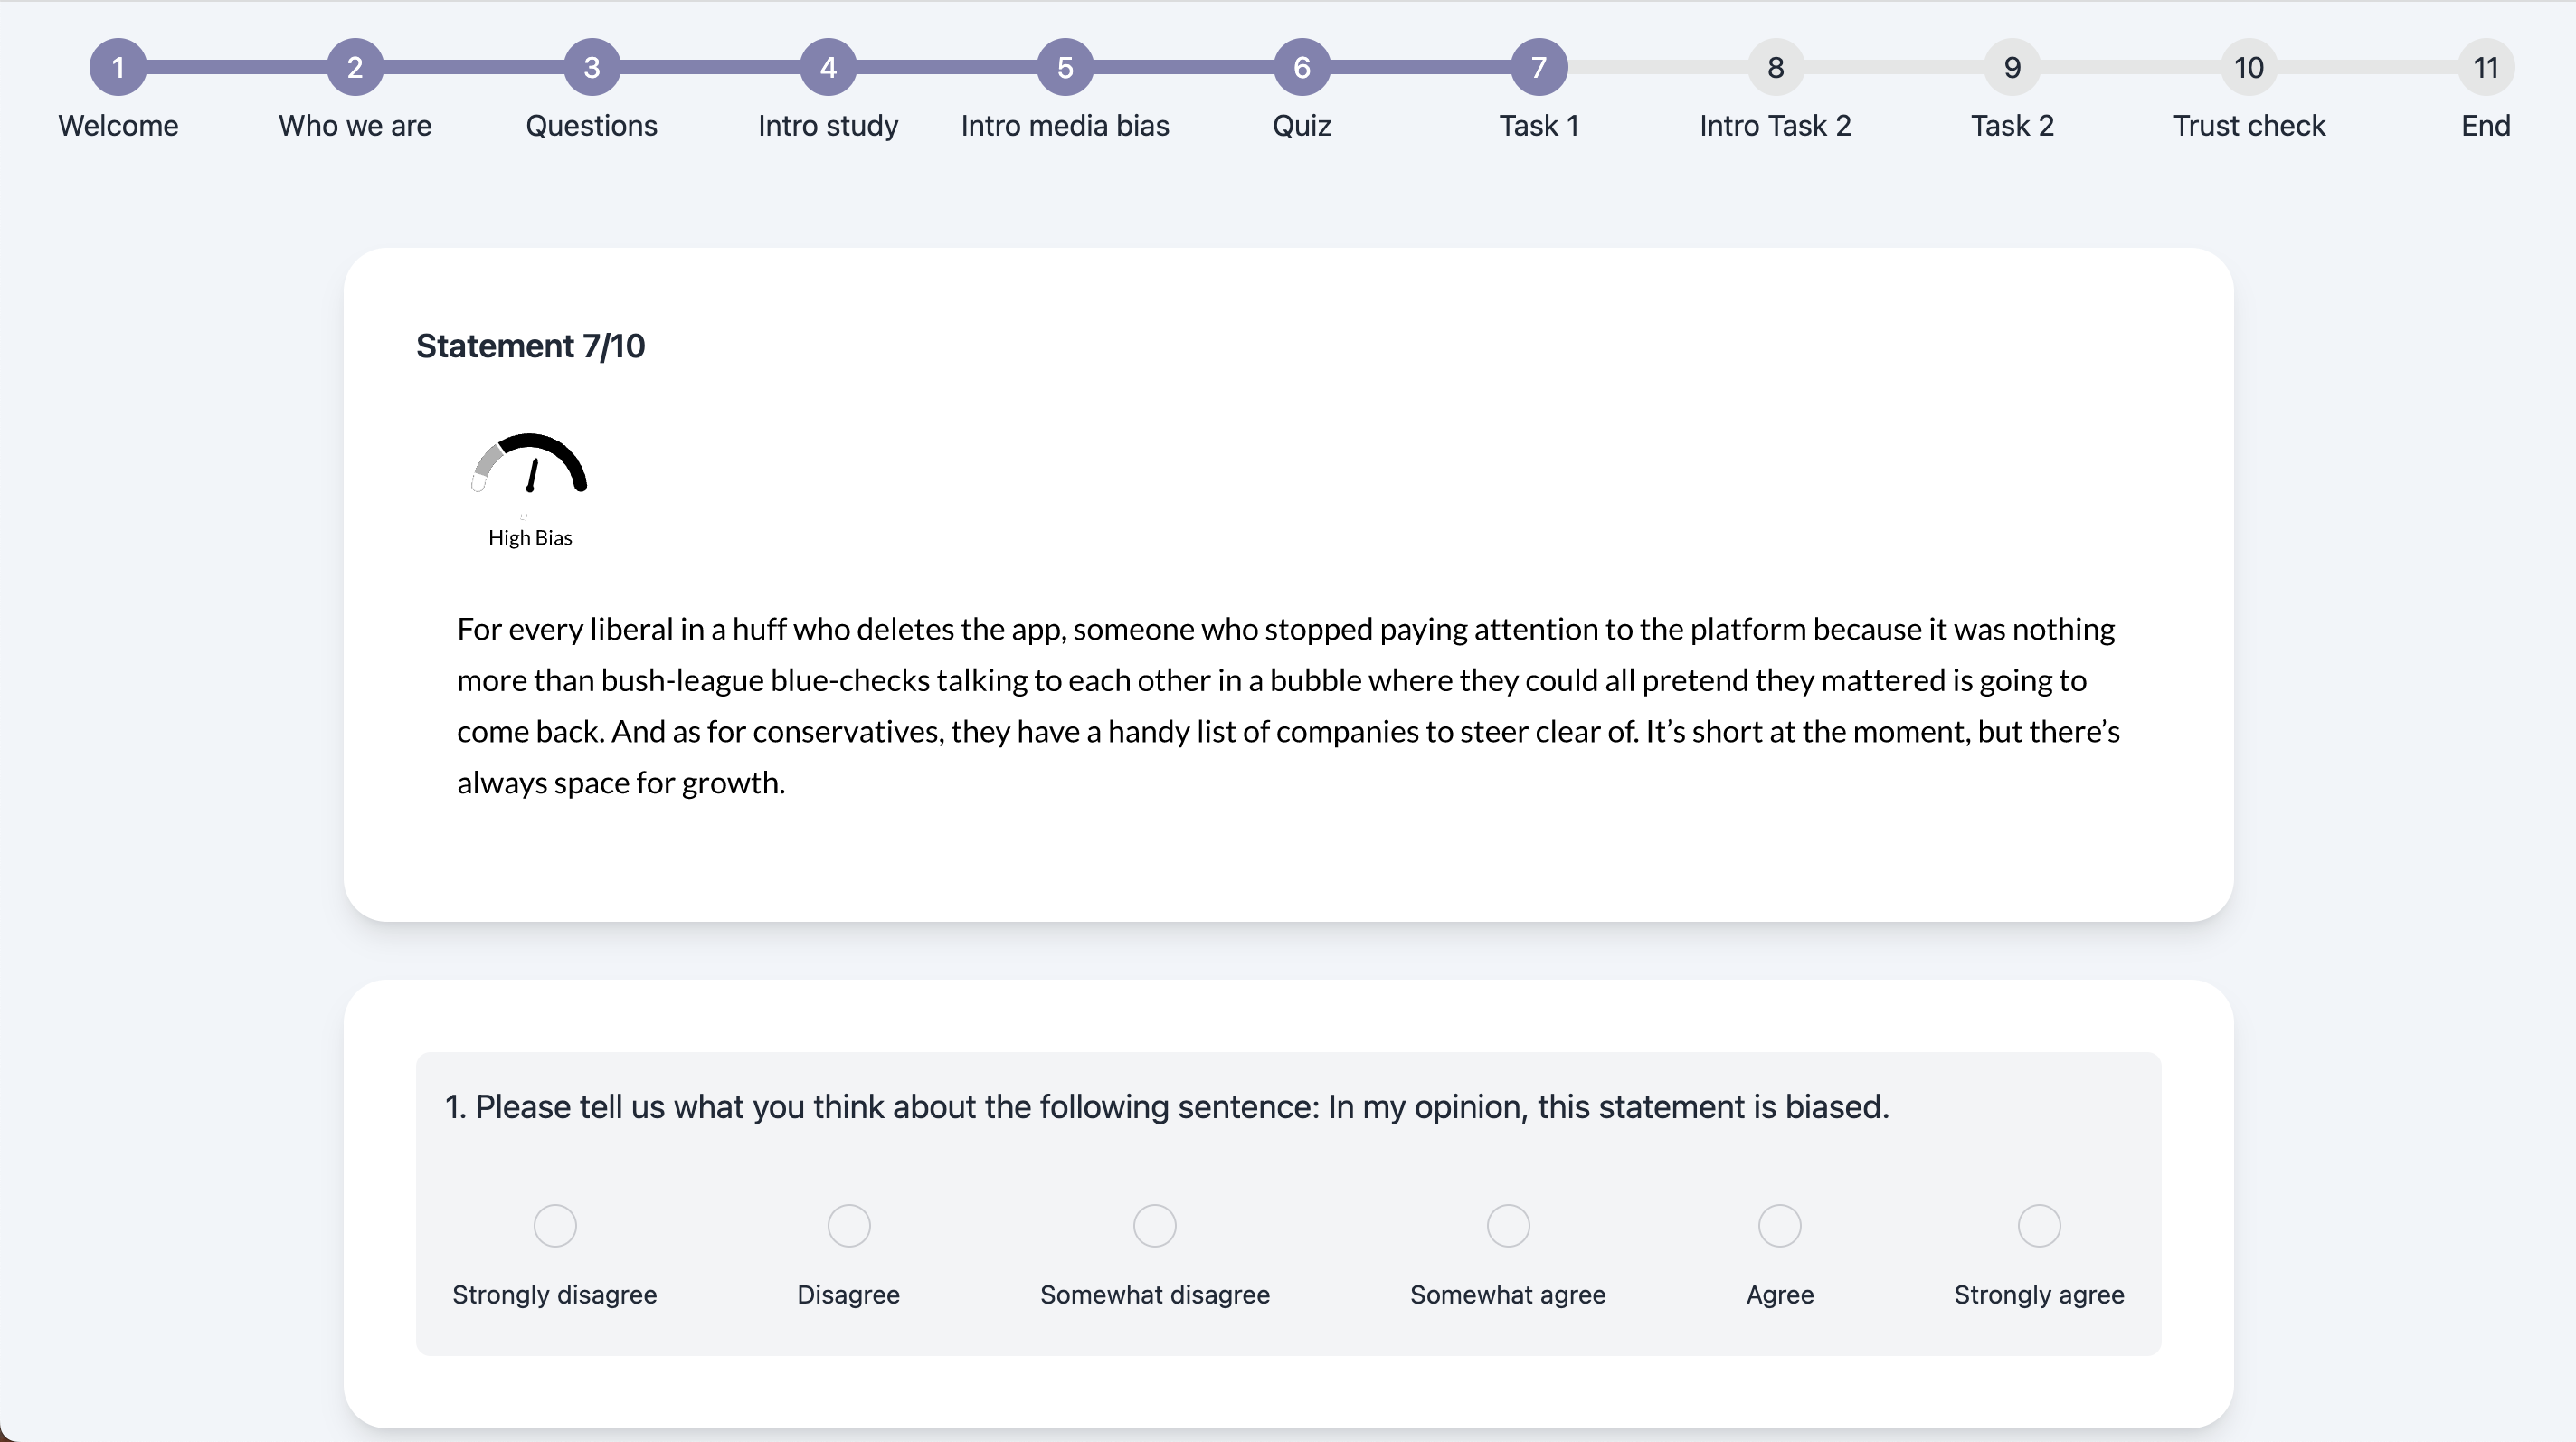 1 2 3 4 5 6 7 8 9 10 11
Welcome Who we are Questions Intro study Intro media bias Quiz Task 1 Intro Task 2 Task 2 Trust check End
Statement 7/10
High Bias
For every liberal in a huff who deletes the app, someone who stopped paying attention to the platform because it was nothing
more than bush-league blue-checks talking to each other in a bubble where they could all pretend they mattered is going to
come back. And as for conservatives, they have a handy list of companies to steer clear of. It’s short at the moment, but there’s
always space for growth.
1. Please tell us what you think about the following sentence: In my opinion, this statement is biased.
Strongly disagree Disagree Somewhat disagree Somewhat agree Agree Strongly agree